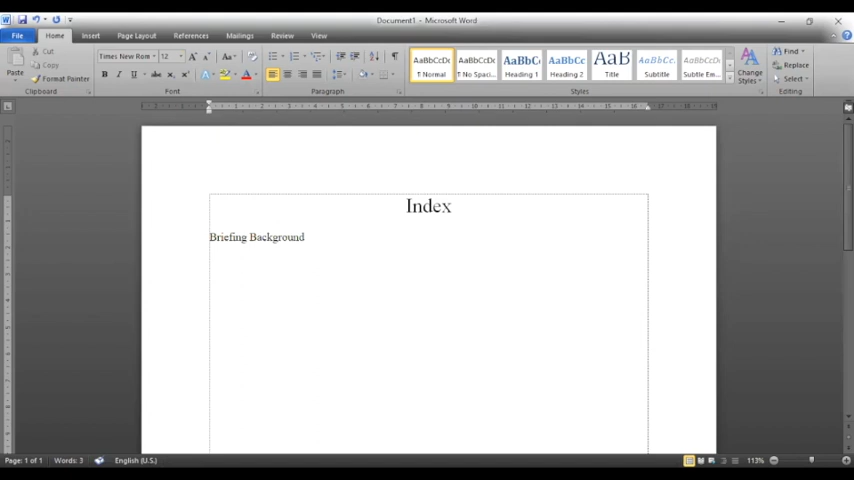 Document1 - Microsoft Word
File Home Insert Page Layout References Mailings Review View
Cut
Copy
Format Painter
Paste
Clipboard
Times New Rom 12
Font
Paragraph
AaBbCcDc AaBbCcDc AaBbC AaBbCc AaB AaBbCcL AaBbCcDt
¶ Normal ¶ No Spaci... Heading 1 Heading 2 Title Subtitle Subtle Em...
Styles
Change Styles
Find
Replace
Select
Editing
Index
Briefing Background
Page: 1 of 1 Words: 3 English (U.S.) 113%